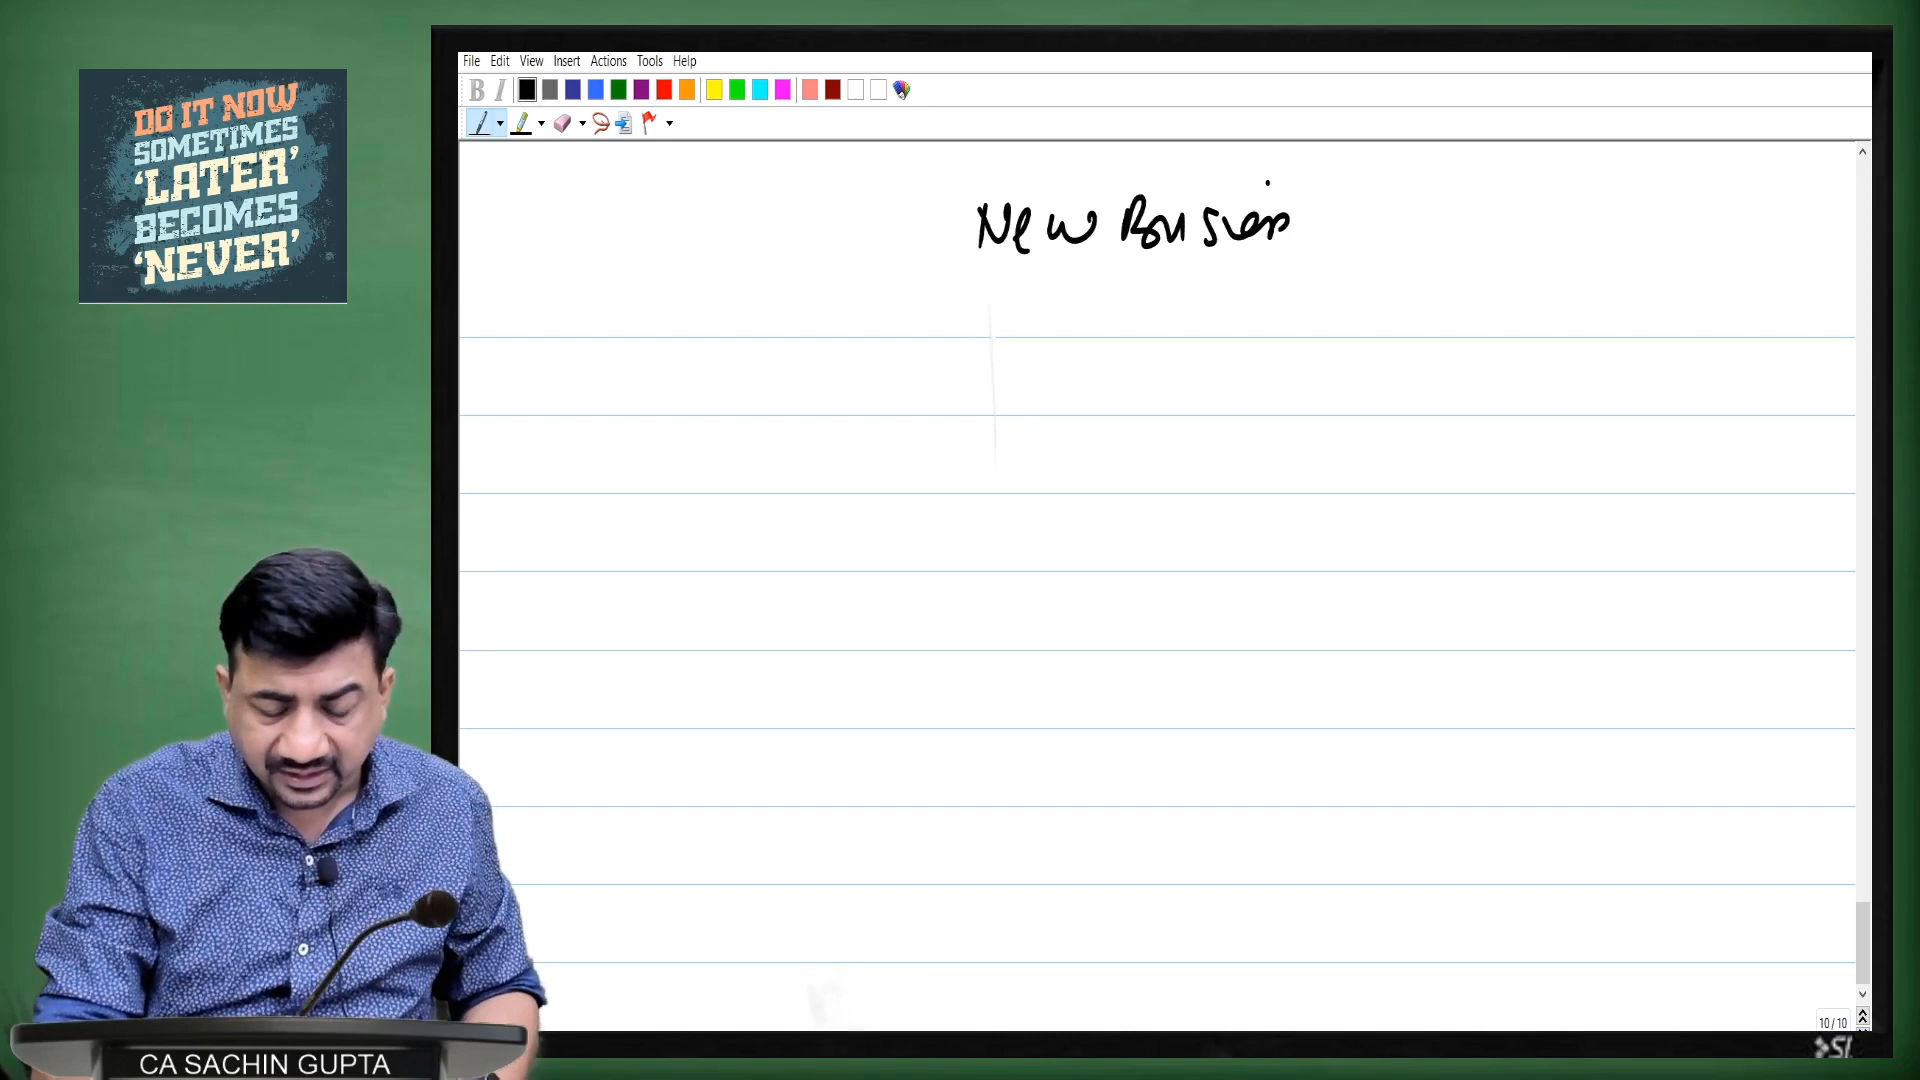 DO IT NOW
SOMETIMES
‘LATER’
BECOMES
‘NEVER’
File Edit View Insert Actions Tools Help
B I
New Business
10/10
CA SACHIN GUPTA